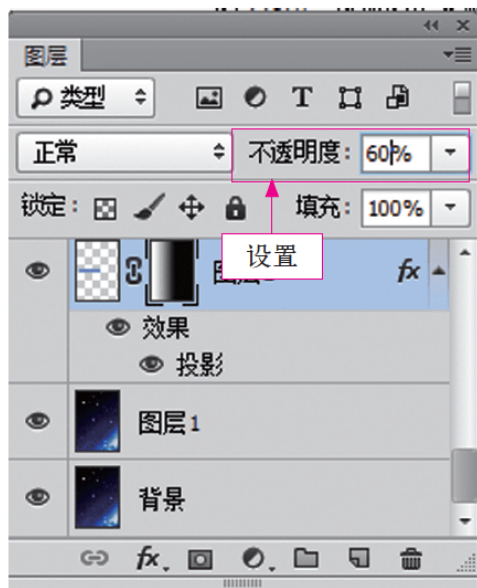 图层
类型
正常
不透明度：60%
锁定：
填充：100%
设置
fx
效果
投影
图层 1
背景
fx